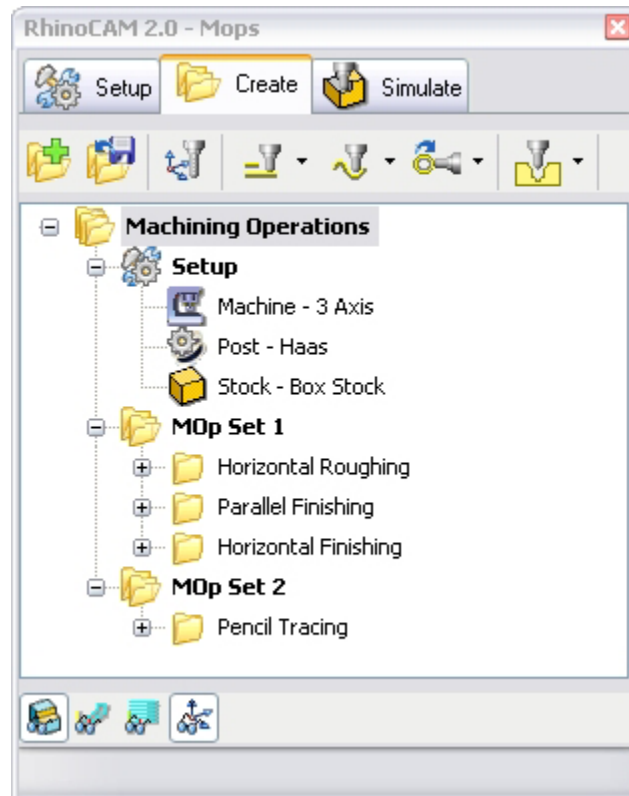 RhinoCAM 2.0 - Mops
Setup Create Simulate
Machining Operations
Setup
Machine - 3 Axis
Post - Haas
Stock - Box Stock
MOp Set 1
Horizontal Roughing
Parallel Finishing
Horizontal Finishing
MOp Set 2
Pencil Tracing